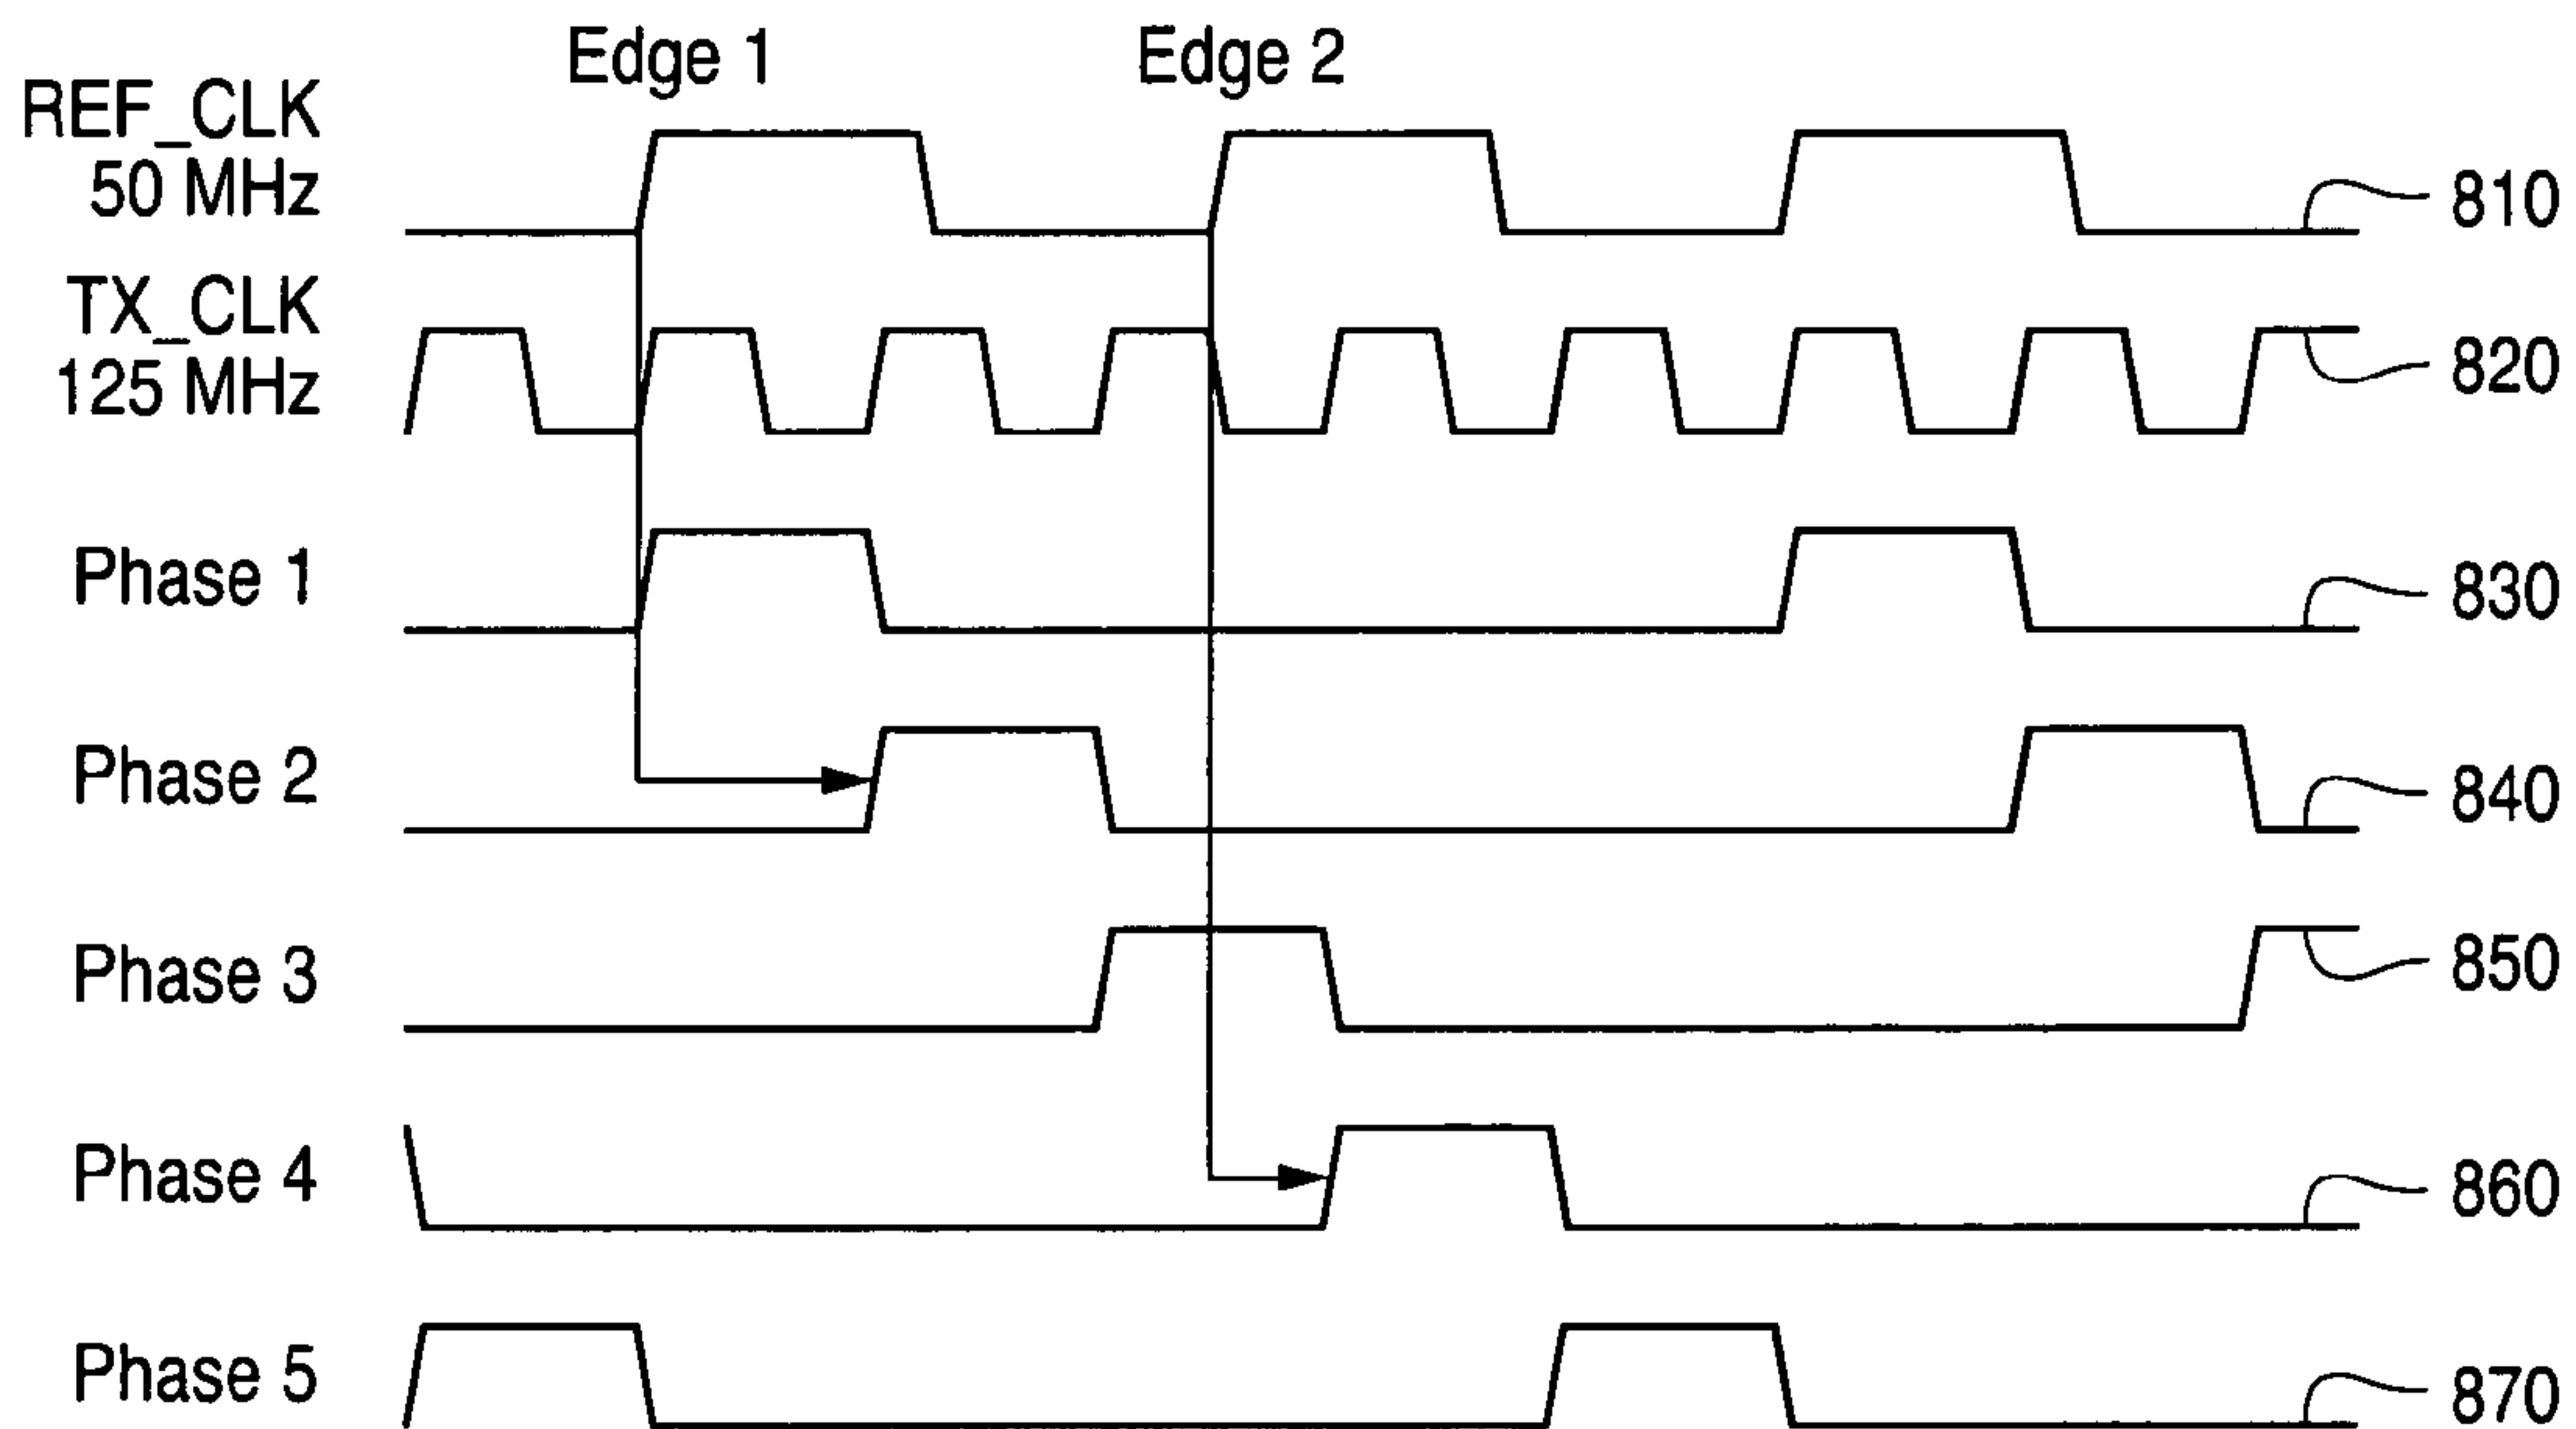 Edge 1
Edge 2
REF_CLK
50 MHz
810
TX_CLK
125 MHz
820
Phase 1
830
Phase 2
840
Phase 3
850
Phase 4
860
Phase 5
870